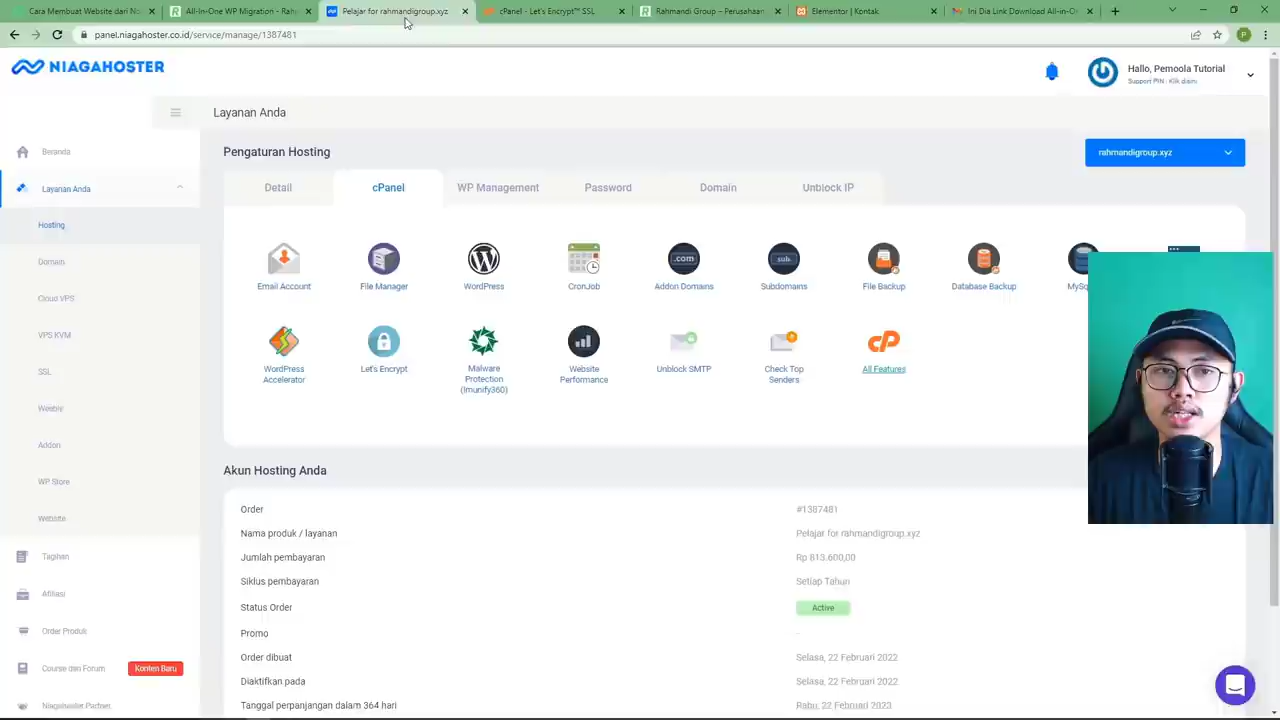 Cara Membuat Website Do No
All-in-One WP Migration ‹ Rah
Pelajar for rahmandigroup.xyz
cPanel - Let's Encrypt™ SSL
Rahmandi Group – Perusahaan
Elementor | Kontak
Ini Dia Link Download All-in-O
panel.niagahoster.co.id/service/manage/1387481
NIAGAHOSTER
Hallo, Pemoola Tutorial
Support PIN : Klik disini
Layanan Anda
Beranda
Layanan Anda
Hosting
Domain
Cloud VPS
VPS KVM
SSL
Weebly
Addon
WP Store
Website
Tagihan
Afiliasi
Order Produk
Course dan Forum
Konten Baru
Niagahoster Partner
Pengaturan Hosting
rahmandigroup.xyz
Detail
cPanel
WP Management
Password
Domain
Unblock IP
.com
sub.
Email Account
File Manager
WordPress
CronJob
Addon Domains
Subdomains
File Backup
Database Backup
MySq
WordPress
Accelerator
Let's Encrypt
Malware
Protection
(Imunify360)
Website
Performance
Unblock SMTP
Check Top
Senders
cP
All Features
Akun Hosting Anda
Order #1387481
Nama produk / layanan Pelajar for rahmandigroup.xyz
Jumlah pembayaran Rp 813.600,00
Siklus pembayaran Setiap Tahun
Status Order Active
Promo -
Order dibuat Selasa, 22 Februari 2022
Diaktifkan pada Selasa, 22 Februari 2022
Tanggal perpanjangan dalam 364 hari Rabu, 22 Februari 2023